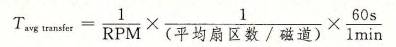 T_avg transfer = 1/RPM × 1/(平均扇区数/磁道) × 60s/1min